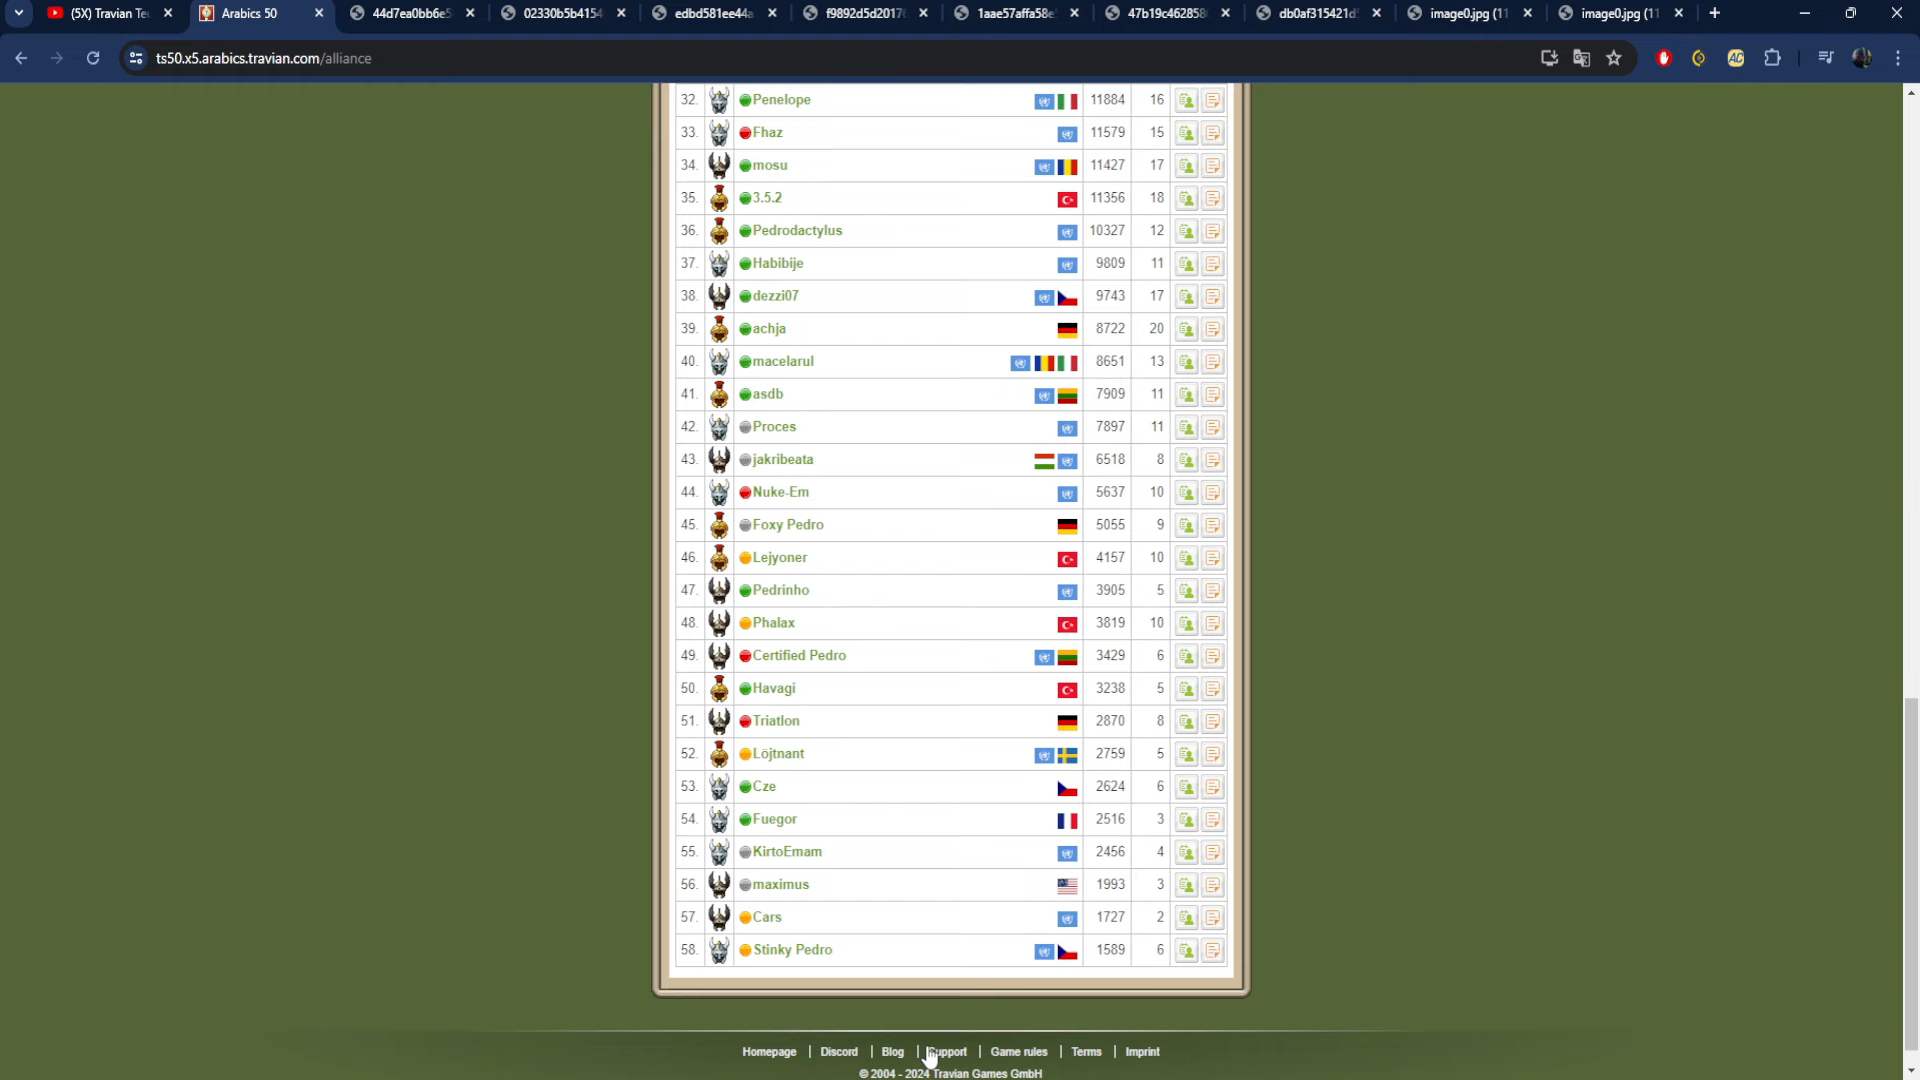 (5X) Travian Te
Arabics 50
44d7ea0bb6e5
02330b5b4154
edbd581ee44a
f9892d5d2017
1aae57affa58e
47b19c462858
db0af315421d
image0.jpg (11
image0.jpg (11
ts50.x5.arabics.travian.com/alliance
32. Penelope 11884 16
33. Fhaz 11579 15
34. mosu 11427 17
35. 3.5.2 11356 18
36. Pedrodactylus 10327 12
37. Habibije 9809 11
38. dezzi07 9743 17
39. achja 8722 20
40. macelarul 8651 13
41. asdb 7909 11
42. Proces 7897 11
43. jakribeata 6518 8
44. Nuke-Em 5637 10
45. Foxy Pedro 5055 9
46. Lejyoner 4157 10
47. Pedrinho 3905 5
48. Phalax 3819 10
49. Certified Pedro 3429 6
50. Havagi 3238 5
51. Triatlon 2870 8
52. Löjtnant 2759 5
53. Cze 2624 6
54. Fuegor 2516 3
55. KirtoEmam 2456 4
56. maximus 1993 3
57. Cars 1727 2
58. Stinky Pedro 1589 6
Homepage | Discord | Blog | Support | Game rules | Terms | Imprint
© 2004 - 2024 Travian Games GmbH